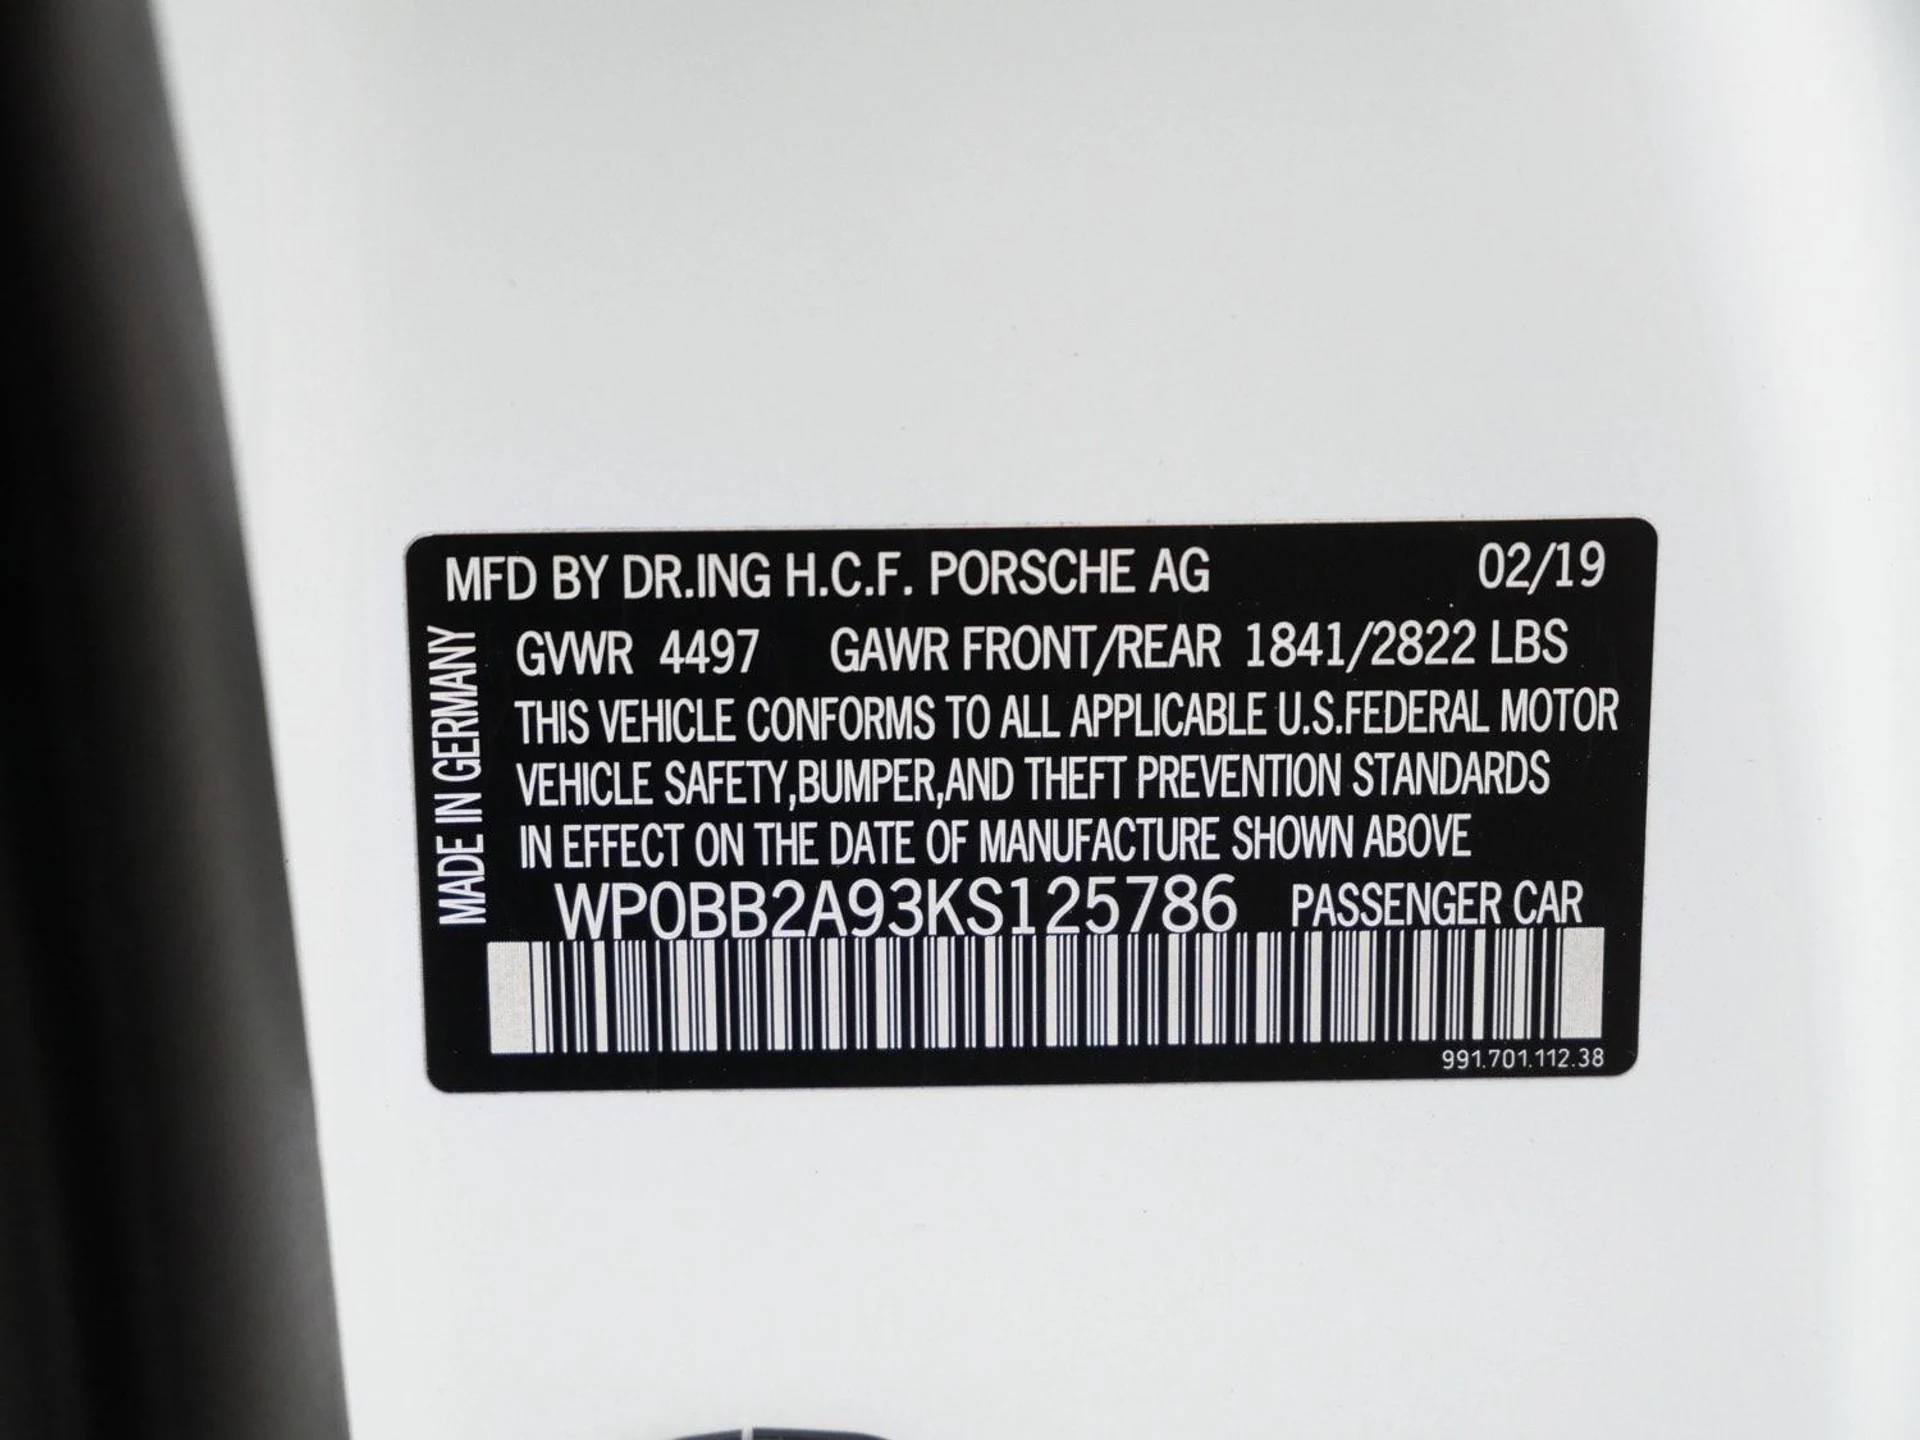 MFD BY DR.ING H.C.F. PORSCHE AG 02/19
GVWR 4497 GAWR FRONT/REAR 1841/2822 LBS
THIS VEHICLE CONFORMS TO ALL APPLICABLE U.S.FEDERAL MOTOR
VEHICLE SAFETY,BUMPER,AND THEFT PREVENTION STANDARDS
IN EFFECT ON THE DATE OF MANUFACTURE SHOWN ABOVE
WP0BB2A93KS125786 PASSENGER CAR
991.701.112.38
MADE IN GERMANY